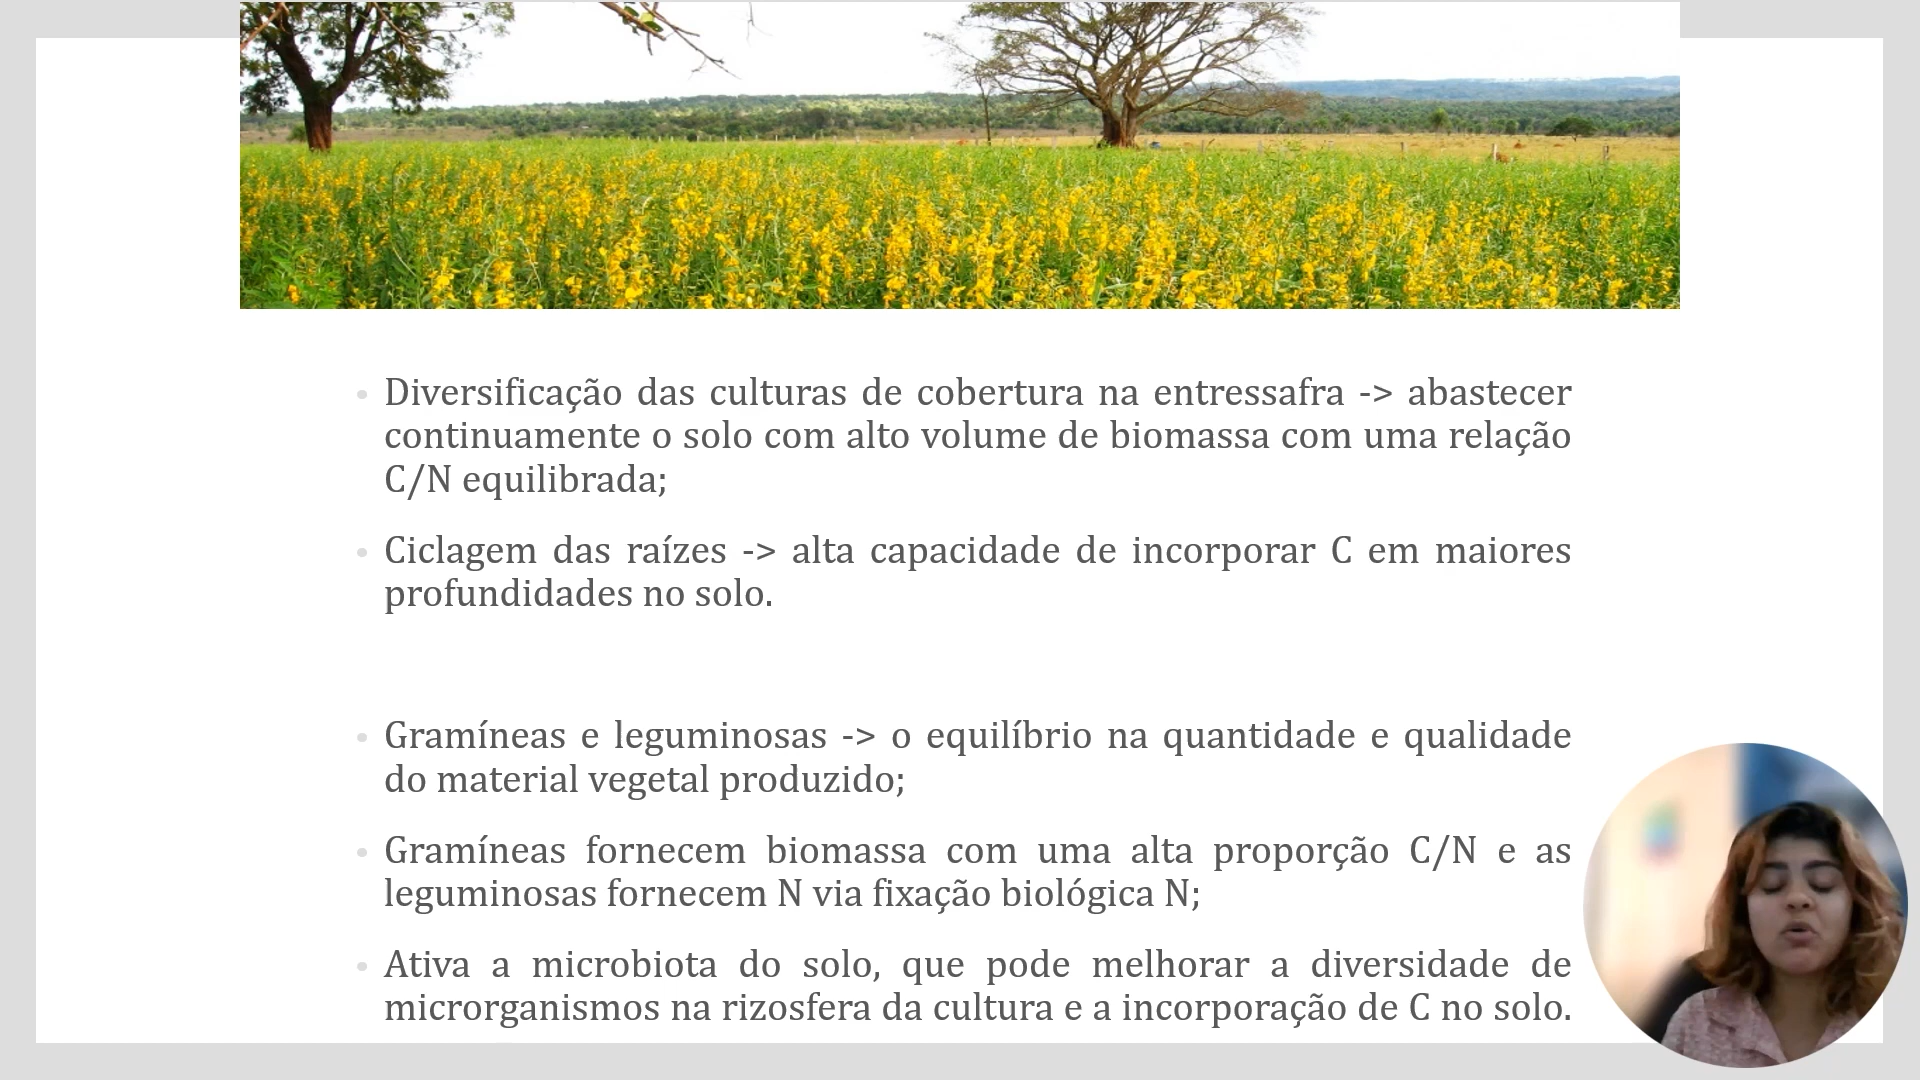 • Diversificação das culturas de cobertura na entressafra -> abastecer
continuamente o solo com alto volume de biomassa com uma relação
C/N equilibrada;
• Ciclagem das raízes -> alta capacidade de incorporar C em maiores
profundidades no solo.
• Gramíneas e leguminosas -> o equilíbrio na quantidade e qualidade
do material vegetal produzido;
• Gramíneas fornecem biomassa com uma alta proporção C/N e as
leguminosas fornecem N via fixação biológica N;
• Ativa a microbiota do solo, que pode melhorar a diversidade de
microrganismos na rizosfera da cultura e a incorporação de C no solo.